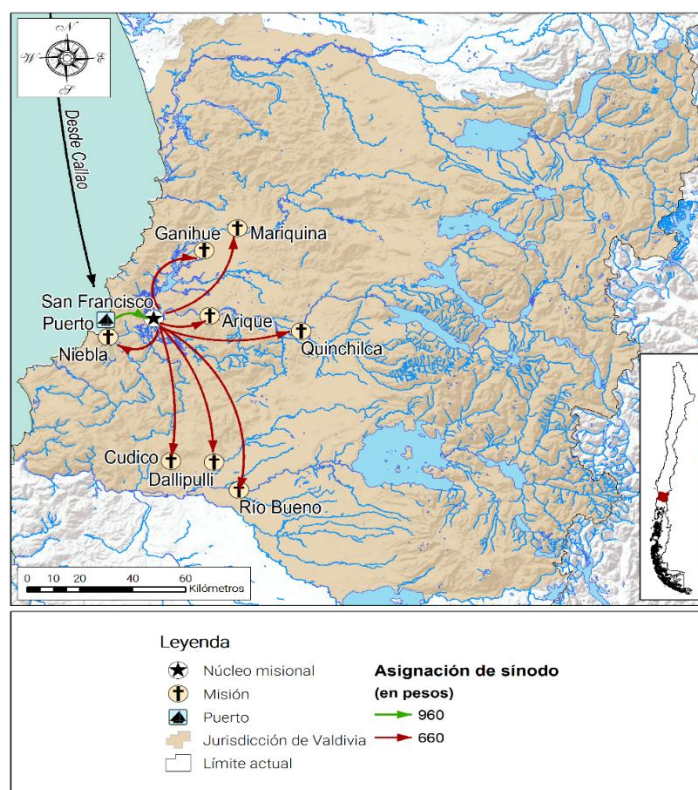 N
W
E
S
Desde Callao
Ganihue
Mariquina
San Francisco
Puerto
Arique
Niebla
Quinchilca
Cudico
Dallipulli
Río Bueno
0 10 20 40 60
Kilómetros
Leyenda
Núcleo misional
Misión
Puerto
Jurisdicción de Valdivia
Límite actual
Asignación de sínodo
(en pesos)
960
660